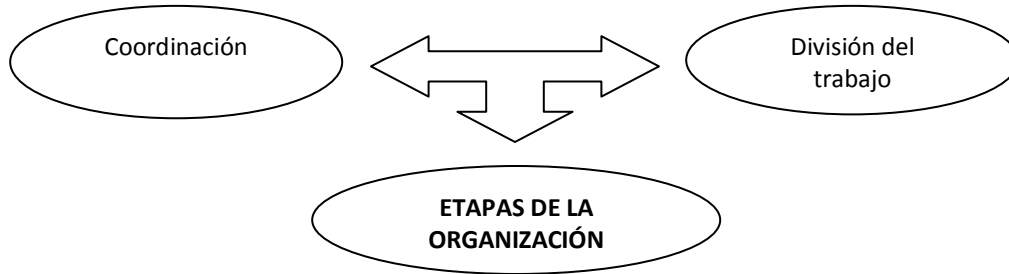 Coordinación
División del
trabajo
ETAPAS DE LA
ORGANIZACIÓN